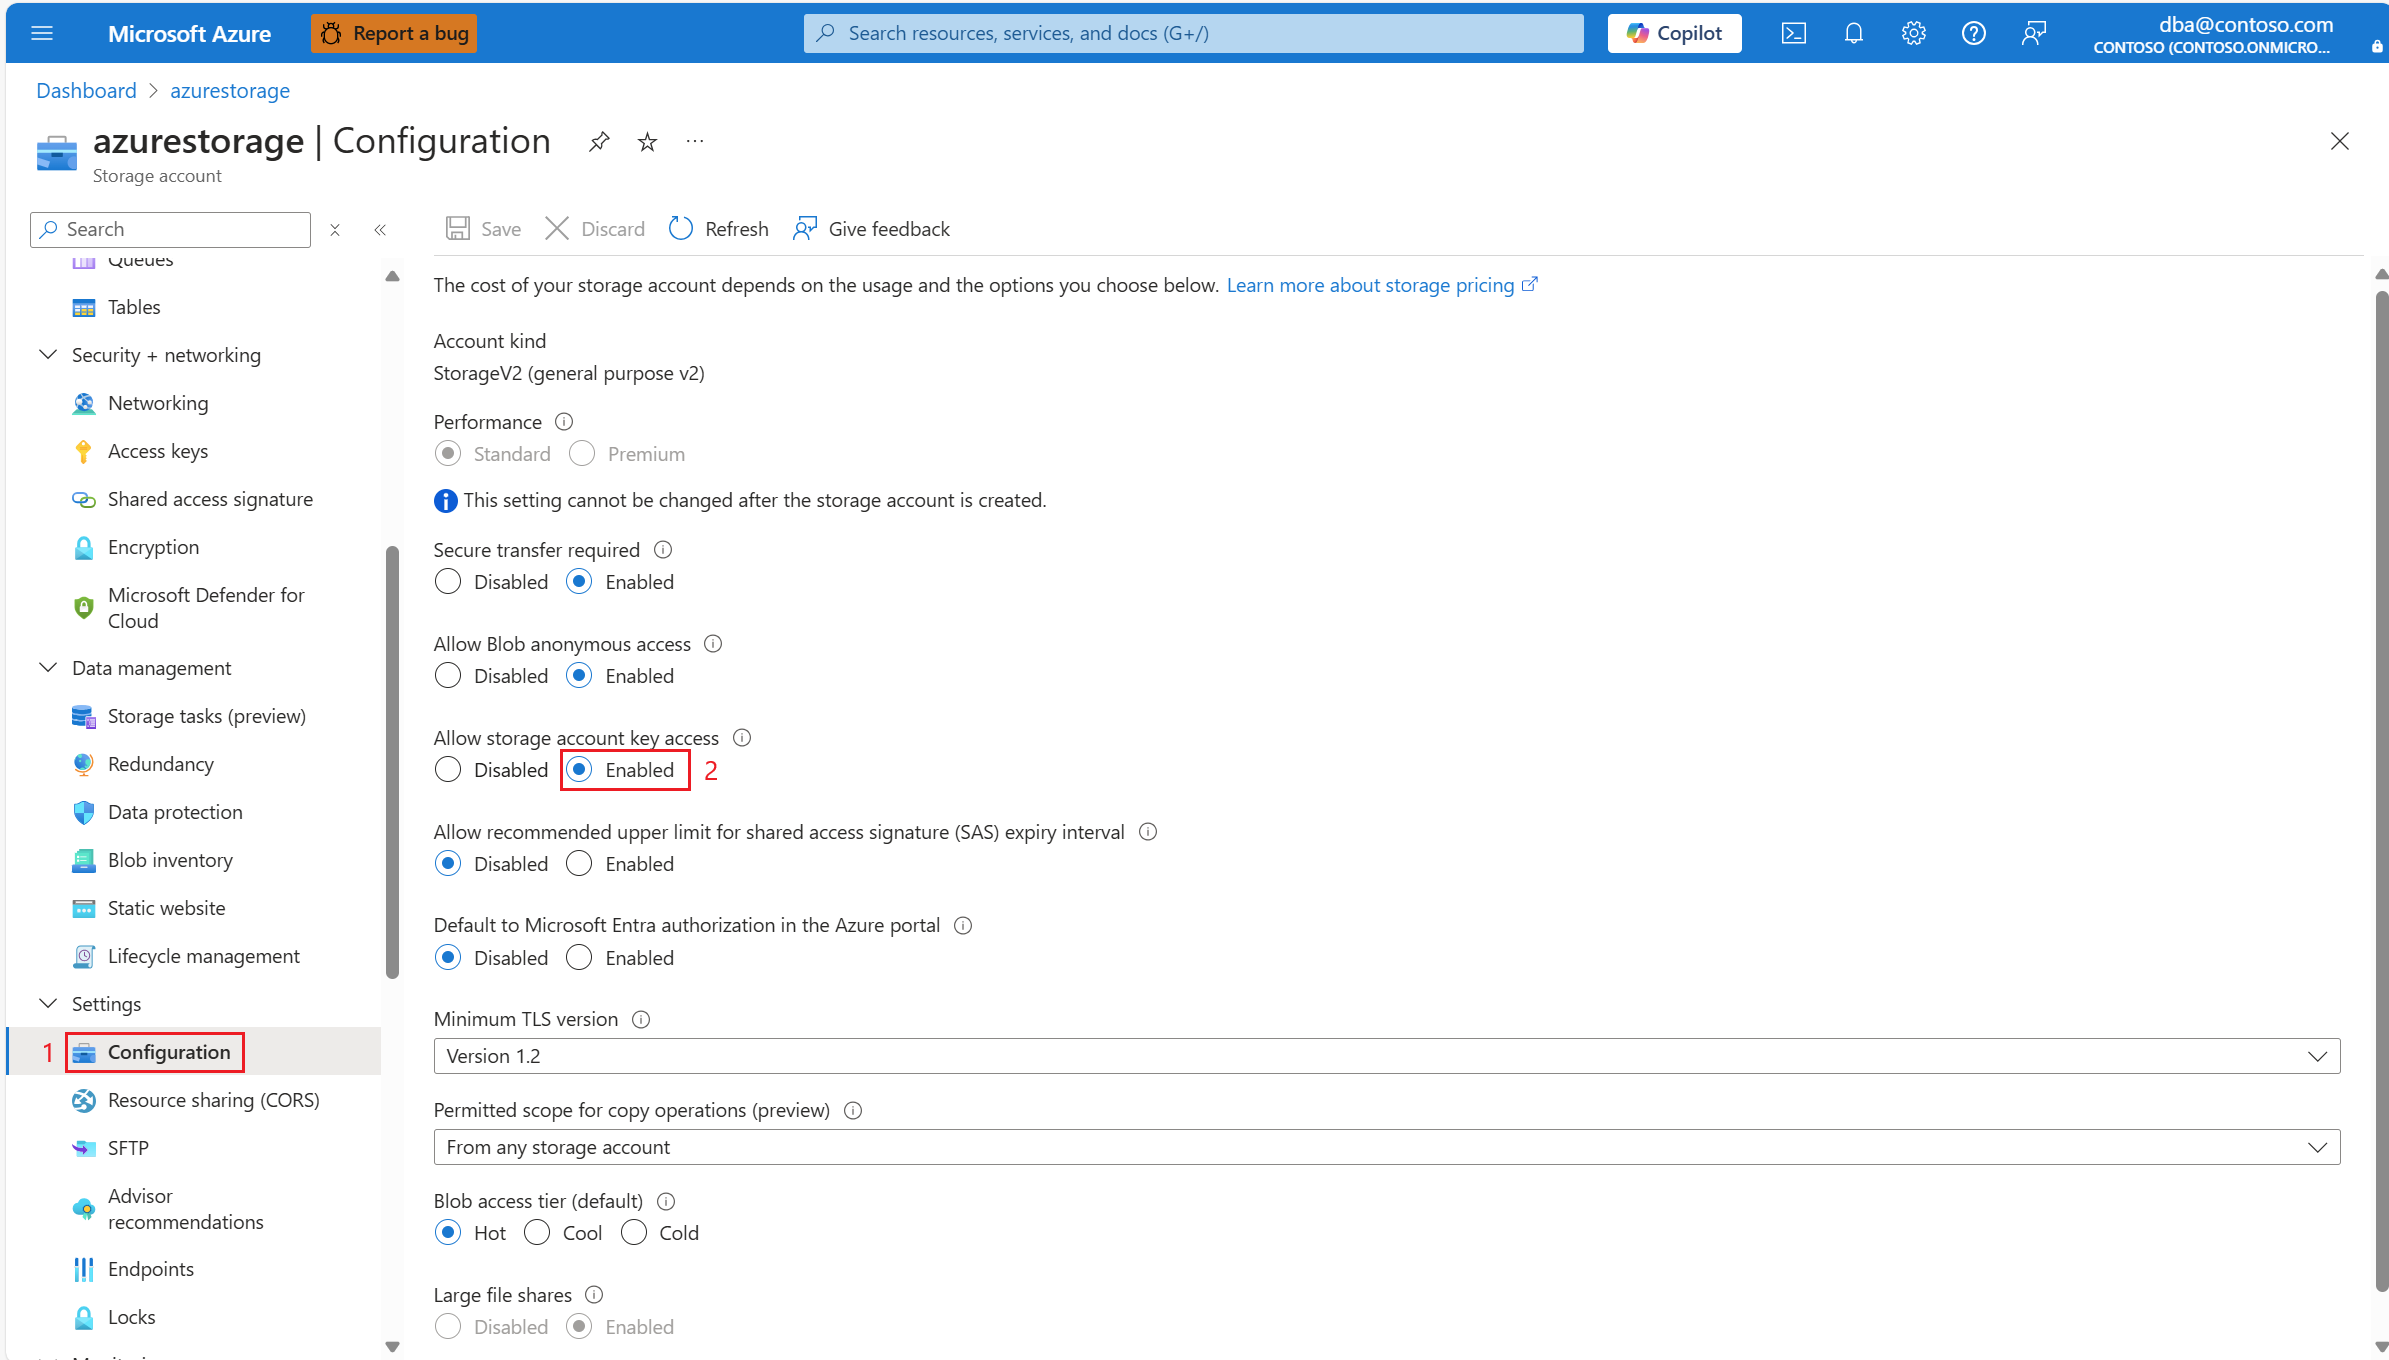 Microsoft Azure
Report a bug
Search resources, services, and docs (G+/)
Copilot
dba@contoso.com
CONTOSO (CONTOSO.ONMICRO...
Dashboard > azurestorage
azurestorage | Configuration
Storage account
Search
Save
Discard
Refresh
Give feedback
Queues
Tables
Security + networking
Networking
Access keys
Shared access signature
Encryption
Microsoft Defender for
Cloud
Data management
Storage tasks (preview)
Redundancy
Data protection
Blob inventory
Static website
Lifecycle management
Settings
1 Configuration
Resource sharing (CORS)
SFTP
Advisor
recommendations
Endpoints
Locks
The cost of your storage account depends on the usage and the options you choose below. Learn more about storage pricing
Account kind
StorageV2 (general purpose v2)
Performance
Standard Premium
This setting cannot be changed after the storage account is created.
Secure transfer required
Disabled Enabled
Allow Blob anonymous access
Disabled Enabled
Allow storage account key access
Disabled Enabled 2
Allow recommended upper limit for shared access signature (SAS) expiry interval
Disabled Enabled
Default to Microsoft Entra authorization in the Azure portal
Disabled Enabled
Minimum TLS version
Version 1.2
Permitted scope for copy operations (preview)
From any storage account
Blob access tier (default)
Hot Cool Cold
Large file shares
Disabled Enabled